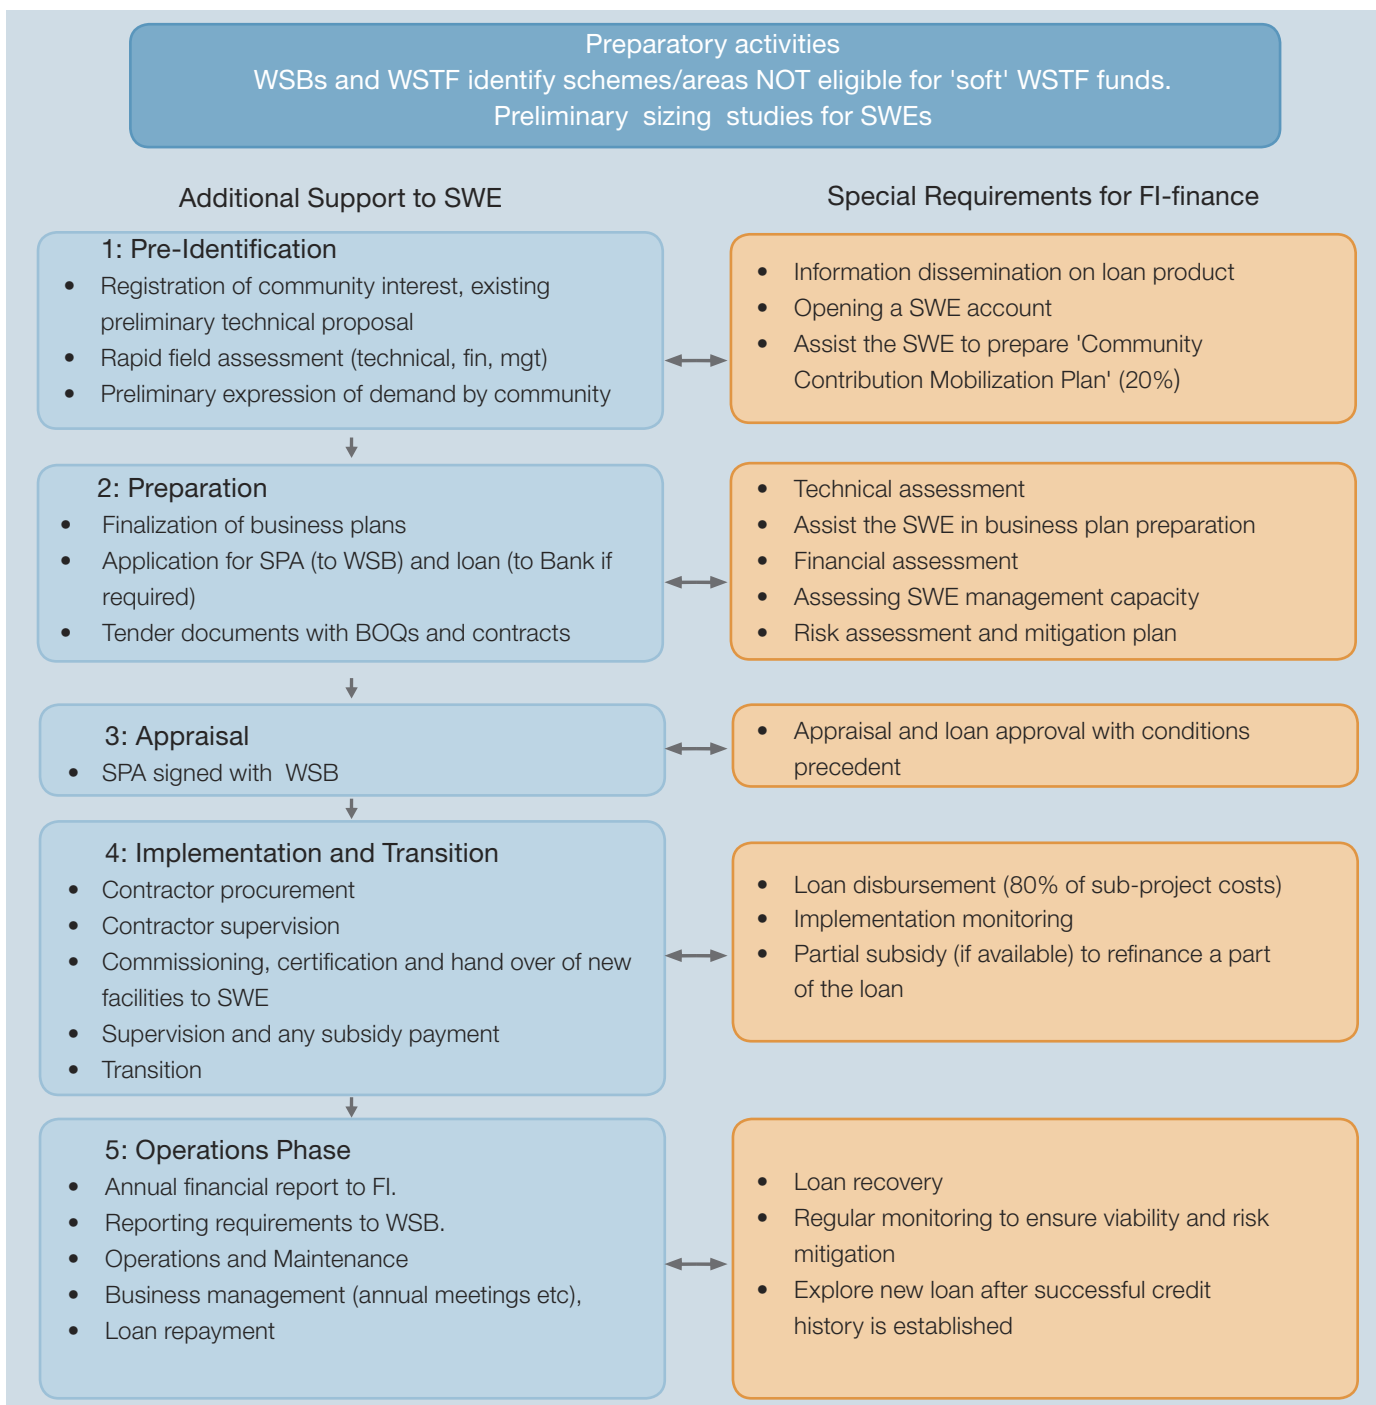 Preparatory activities
WSBs and WSTF identify schemes/areas NOT eligible for 'soft' WSTF funds.
Preliminary sizing studies for SWEs
Additional Support to SWE
1: Pre-Identification
• Registration of community interest, existing
preliminary technical proposal
• Rapid field assessment (technical, fin, mgt)
• Preliminary expression of demand by community
2: Preparation
• Finalization of business plans
• Application for SPA (to WSB) and loan (to Bank if
required)
• Tender documents with BOQs and contracts
3: Appraisal
• SPA signed with WSB
4: Implementation and Transition
• Contractor procurement
• Contractor supervision
• Commissioning, certification and hand over of new
facilities to SWE
• Supervision and any subsidy payment
• Transition
5: Operations Phase
• Annual financial report to FI.
• Reporting requirements to WSB.
• Operations and Maintenance
• Business management (annual meetings etc),
• Loan repayment
Special Requirements for FI-finance
• Information dissemination on loan product
• Opening a SWE account
• Assist the SWE to prepare 'Community
Contribution Mobilization Plan' (20%)
• Technical assessment
• Assist the SWE in business plan preparation
• Financial assessment
• Assessing SWE management capacity
• Risk assessment and mitigation plan
• Appraisal and loan approval with conditions
precedent
• Loan disbursement (80% of sub-project costs)
• Implementation monitoring
• Partial subsidy (if available) to refinance a part
of the loan
• Loan recovery
• Regular monitoring to ensure viability and risk
mitigation
• Explore new loan after successful credit
history is established